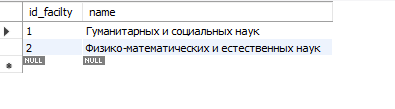 id_facilty name
1 Гуманитарных и социальных наук
2 Физико-математических и естественных наук
NULL NULL